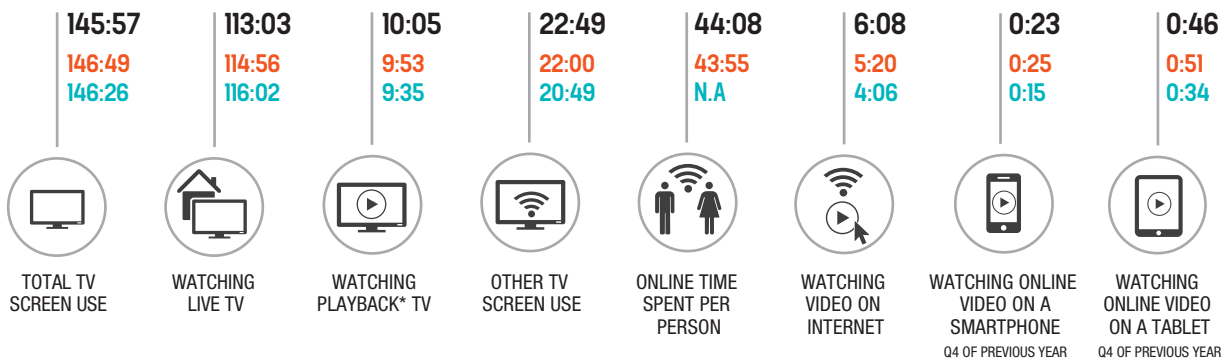 145:57 113:03 10:05 22:49 44:08 6:08 0:23 0:46
146:49 114:56 9:53 22:00 43:55 5:20 0:25 0:51
146:26 116:02 9:35 20:49 N.A 4:06 0:15 0:34
TOTAL TV
SCREEN USE
WATCHING
LIVE TV
WATCHING
PLAYBACK* TV
OTHER TV
SCREEN USE
ONLINE TIME
SPENT PER
PERSON
WATCHING
VIDEO ON
INTERNET
WATCHING ONLINE
VIDEO ON A
SMARTPHONE
Q4 OF PREVIOUS YEAR
WATCHING
ONLINE VIDEO
ON A TABLET
Q4 OF PREVIOUS YEAR